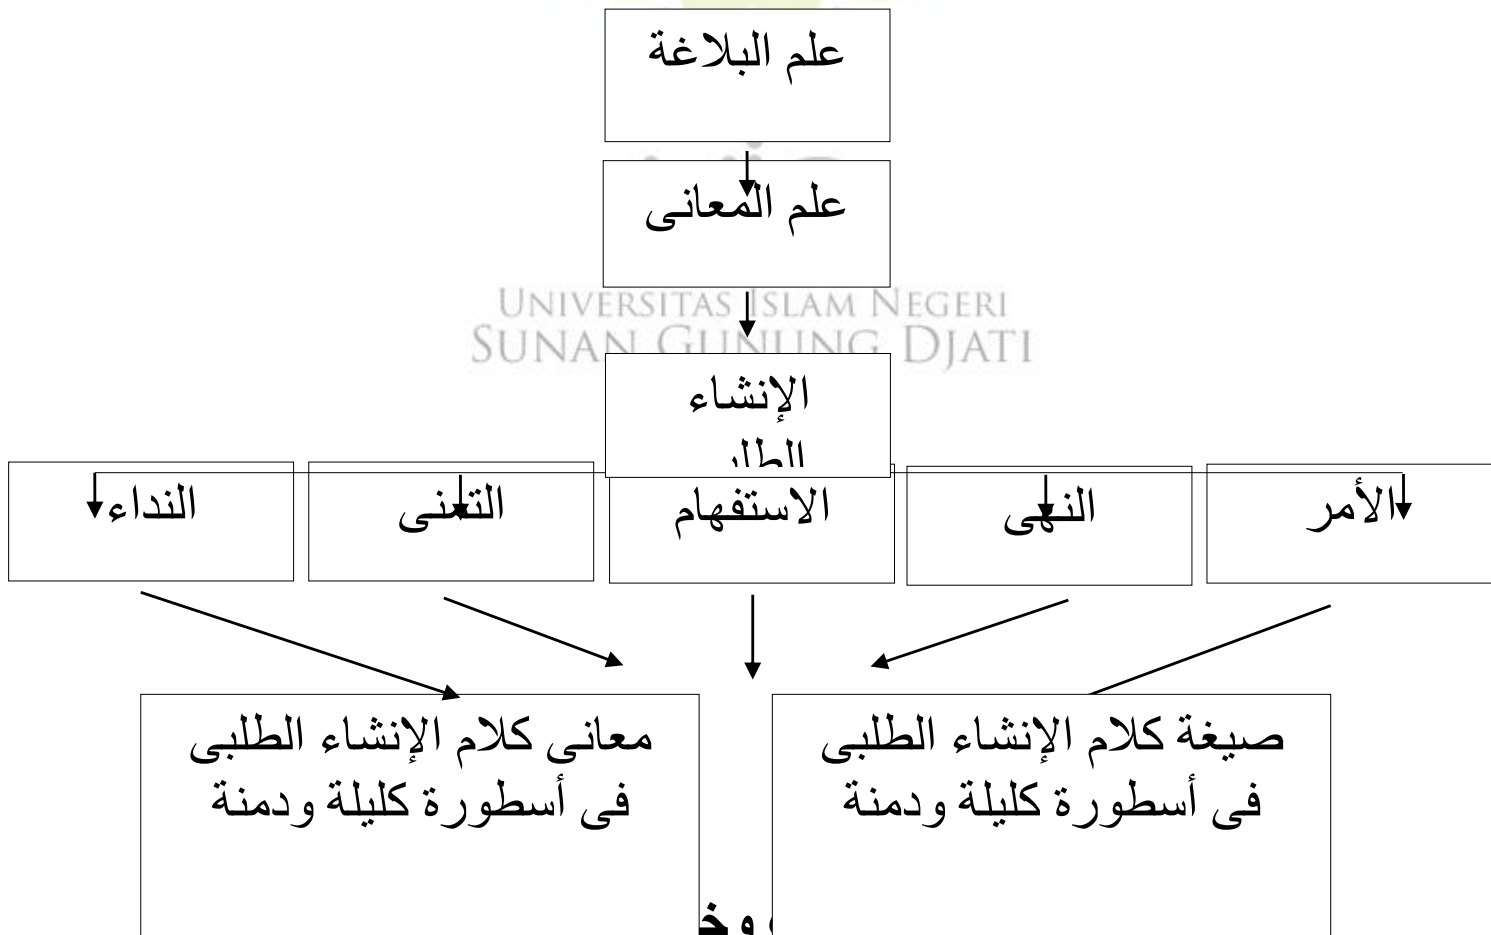 علم البلاغة
علم المعانى
UNIVERSITAS ISLAM NEGERI
SUNAN GUNUNG DJATI
الإنشاء
الأمر
النهى
الاستفهام
التمنى
النداء
صيغة كلام الإنشاء الطلبى
فى أسطورة كليلة ودمنة
معانى كلام الإنشاء الطلبى
فى أسطورة كليلة ودمنة